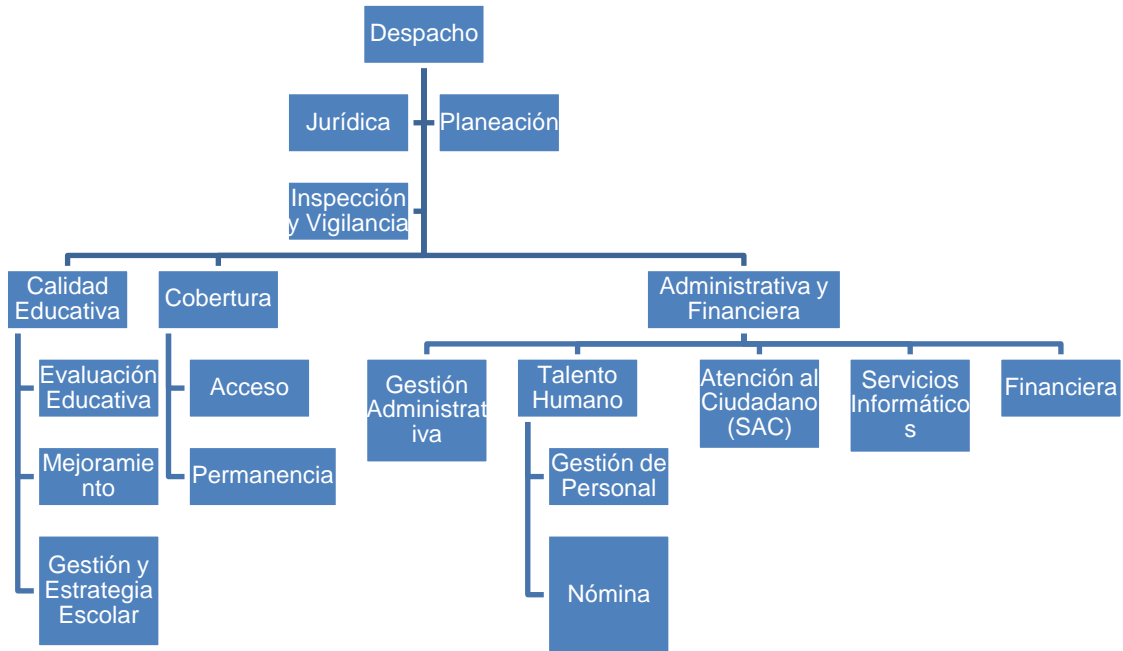 Despacho
Jurídica
Planeación
Inspección
y Vigilancia
Calidad
Educativa
Cobertura
Administrativa y
Financiera
Evaluación
Educativa
Mejoramie
nto
Gestión y
Estrategia
Escolar
Acceso
Permanencia
Gestión
Administrat
iva
Talento
Humano
Gestión de
Personal
Nómina
Atención al
Ciudadano
(SAC)
Servicios
Informático
s
Financiera